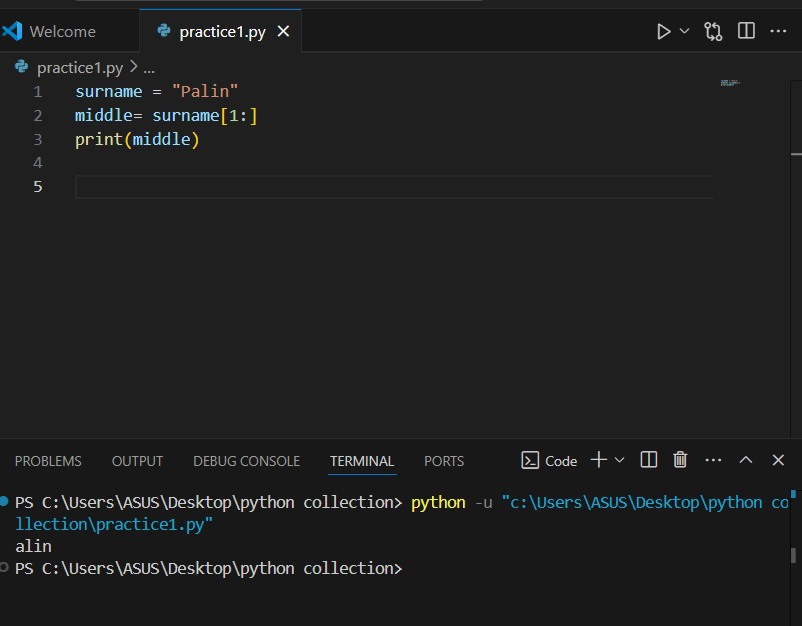 Welcome
practice1.py
practice1.py > ...
1 surname = "Palin"
2 middle= surname[1:]
3 print(middle)
4
5
PROBLEMS OUTPUT DEBUG CONSOLE TERMINAL PORTS Code
PS C:\Users\ASUS\Desktop\python collection> python -u "c:\Users\ASUS\Desktop\python co
llection\practice1.py"
alin
PS C:\Users\ASUS\Desktop\python collection>